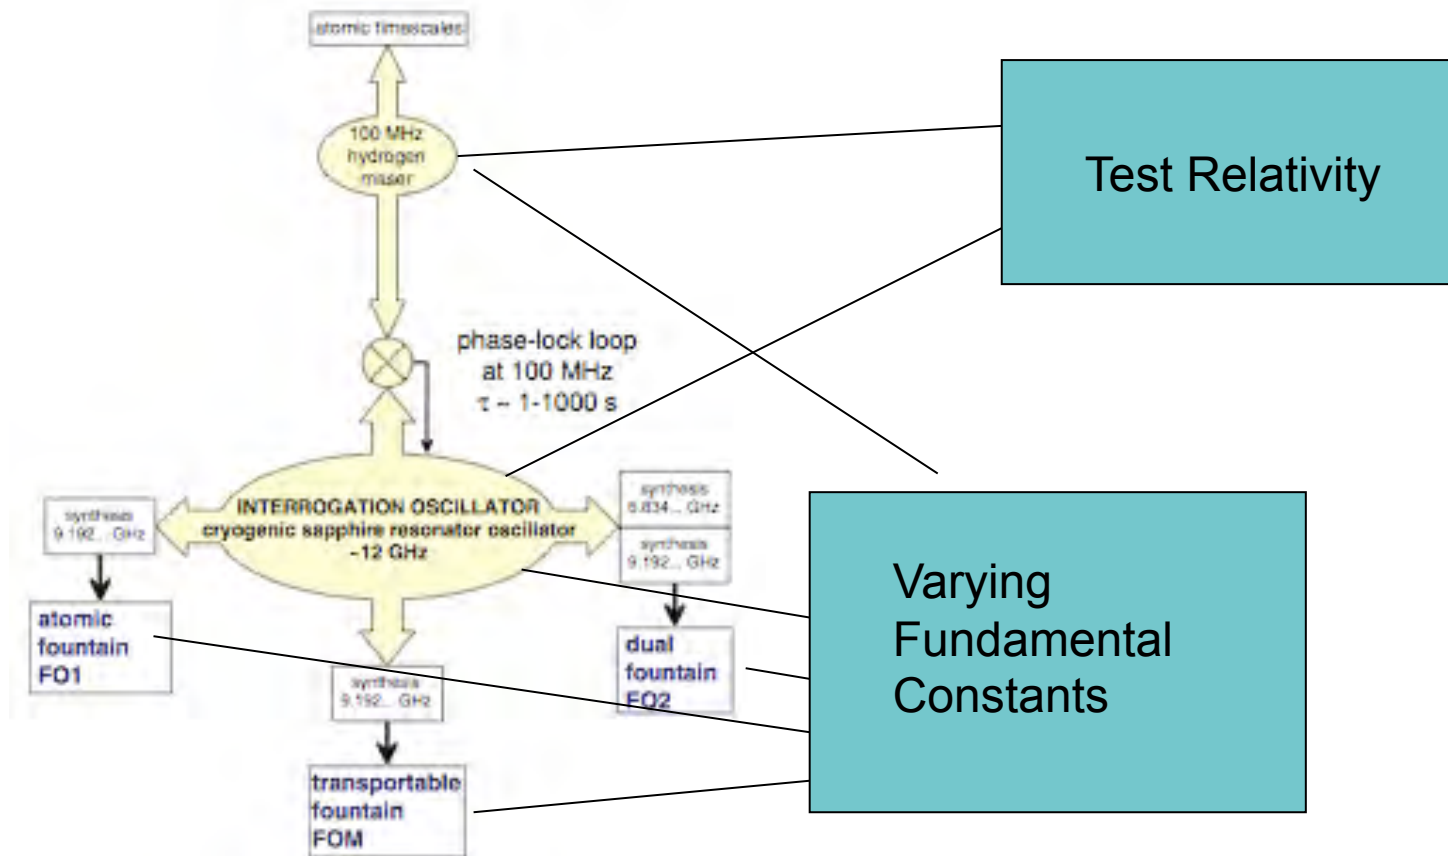 atomic timescales
100 MHz
hydrogen
maser
Test Relativity
phase-lock loop
at 100 MHz
τ ~ 1-1000 s
INTERROGATION OSCILLATOR
cryogenic sapphire resonator oscillator
~12 GHz
synthesis
9.192... GHz
synthesis
6.834... GHz
synthesis
9.192... GHz
atomic
fountain
FO1
dual
fountain
FO2
synthesis
9.192... GHz
transportable
fountain
FOM
Varying
Fundamental
Constants